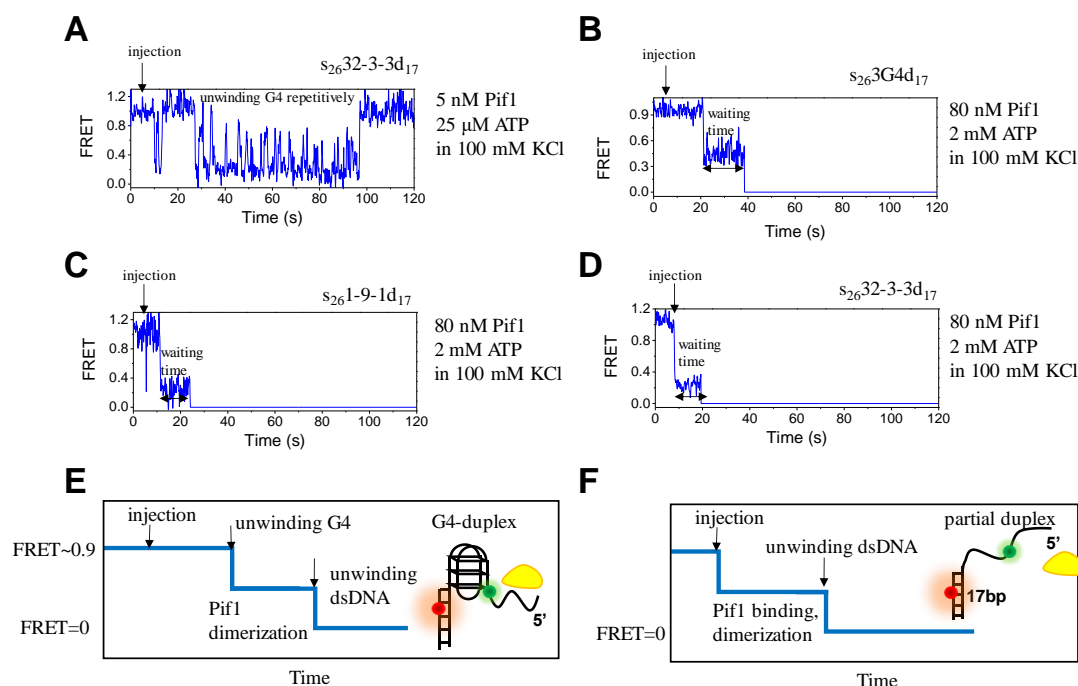 A
injection
s₂₆32-3-3d₁₇
unwinding G4 repetitively
1.2
0.8
0.4
0.0
FRET
0 20 40 60 80 100 120
Time (s)
5 nM Pif1
25 μM ATP
in 100 mM KCl
B
injection
s₂₆3G4d₁₇
waiting
time
0.9
0.6
0.3
0.0
FRET
0 20 40 60 80 100 120
Time (s)
80 nM Pif1
2 mM ATP
in 100 mM KCl
C
injection
s₂₆1-9-1d₁₇
waiting
time
1.2
0.8
0.4
0.0
FRET
0 20 40 60 80 100 120
Time (s)
80 nM Pif1
2 mM ATP
in 100 mM KCl
D
injection
s₂₆32-3-3d₁₇
waiting
time
1.2
0.8
0.4
0.0
FRET
0 20 40 60 80 100 120
Time (s)
80 nM Pif1
2 mM ATP
in 100 mM KCl
E
injection
unwinding G4
G4-duplex
FRET~0.9
unwinding
dsDNA
Pif1
dimerization
5'
FRET=0
Time
F
injection
partial duplex
unwinding dsDNA
5'
17bp
Pif1 binding,
dimerization
FRET=0
Time